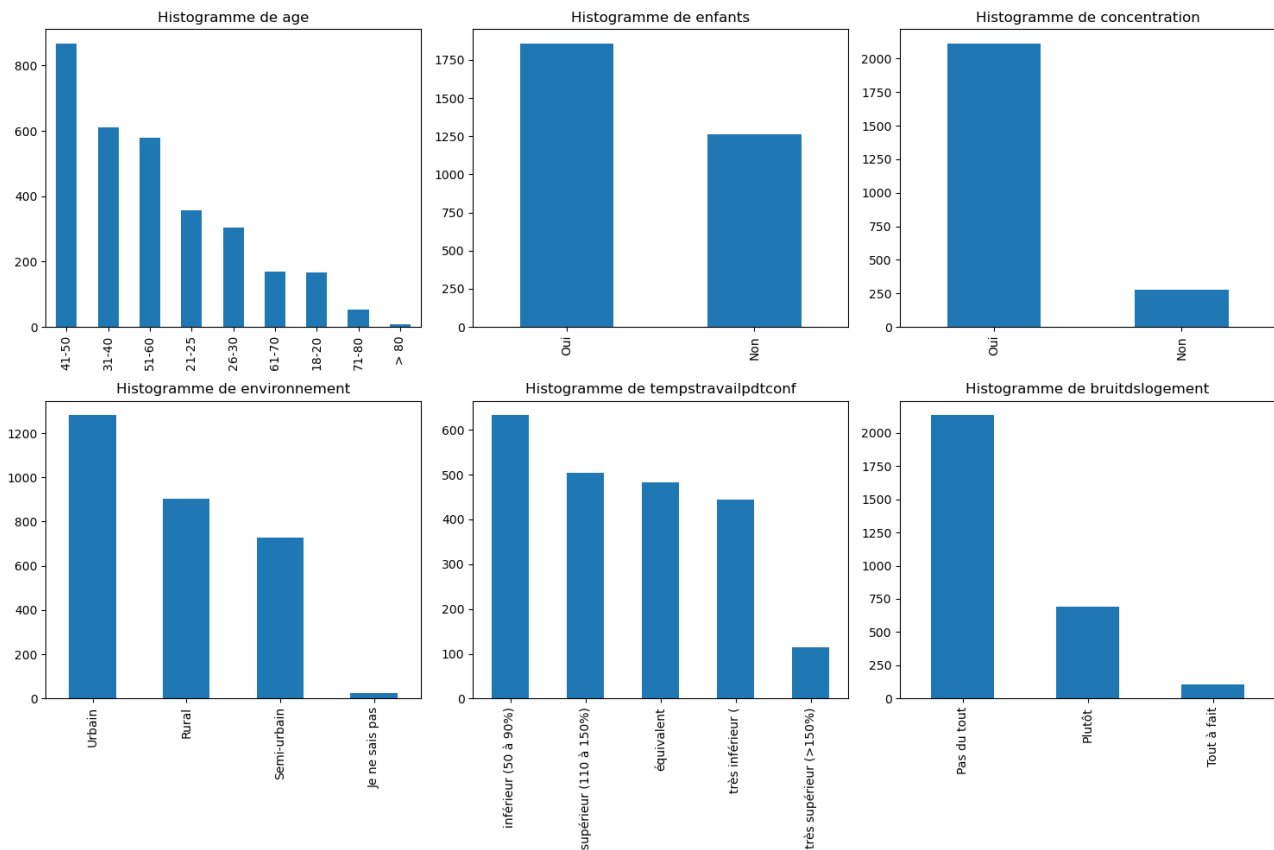 Histogramme de age
800
600
400
200
0
41-50
31-40
51-60
21-25
26-30
61-70
18-20
71-80
> 80
Histogramme de enfants
1750
1500
1250
1000
750
500
250
0
Oui
Non
Histogramme de concentration
2000
1750
1500
1250
1000
750
500
250
0
Oui
Non
Histogramme de environnement
1200
1000
800
600
400
200
0
Urbain
Rural
Semi-urbain
Je ne sais pas
Histogramme de tempstravailpdtconf
600
500
400
300
200
100
0
inférieur (50 à 90%)
supérieur (110 à 150%)
équivalent
très inférieur (
très supérieur (>150%)
Histogramme de bruitdslogement
2000
1750
1500
1250
1000
750
500
250
0
Pas du tout
Plutôt
Tout à fait